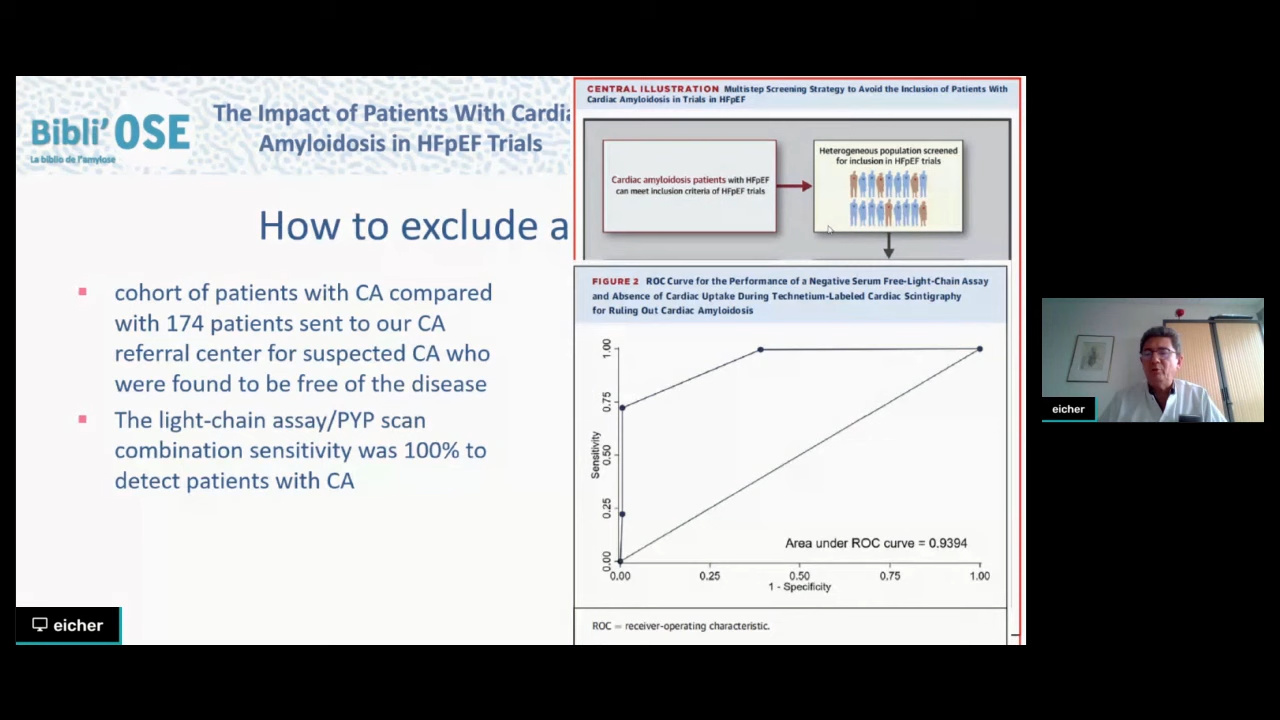 Bibli'OSE
La biblio de l'amylose
The Impact of Patients With Cardia
Amyloidosis in HFpEF Trials
How to exclude a
▪ cohort of patients with CA compared
with 174 patients sent to our CA
referral center for suspected CA who
were found to be free of the disease
▪ The light-chain assay/PYP scan
combination sensitivity was 100% to
detect patients with CA
CENTRAL ILLUSTRATION Multistep Screening Strategy to Avoid the Inclusion of Patients With
Cardiac Amyloidosis in Trials in HFpEF
Cardiac amyloidosis patients with HFpEF
can meet inclusion criteria of HFpEF trials
Heterogeneous population screened
for inclusion in HFpEF trials
FIGURE 2 ROC Curve for the Performance of a Negative Serum Free-Light-Chain Assay
and Absence of Cardiac Uptake During Technetium-Labeled Cardiac Scintigraphy
for Ruling Out Cardiac Amyloidosis
1.00
0.75
0.50
0.25
0.00
Sensitivity
Area under ROC curve = 0.9394
0.00 0.25 0.50 0.75 1.00
1 - Specificity
ROC = receiver-operating characteristic.
eicher
eicher